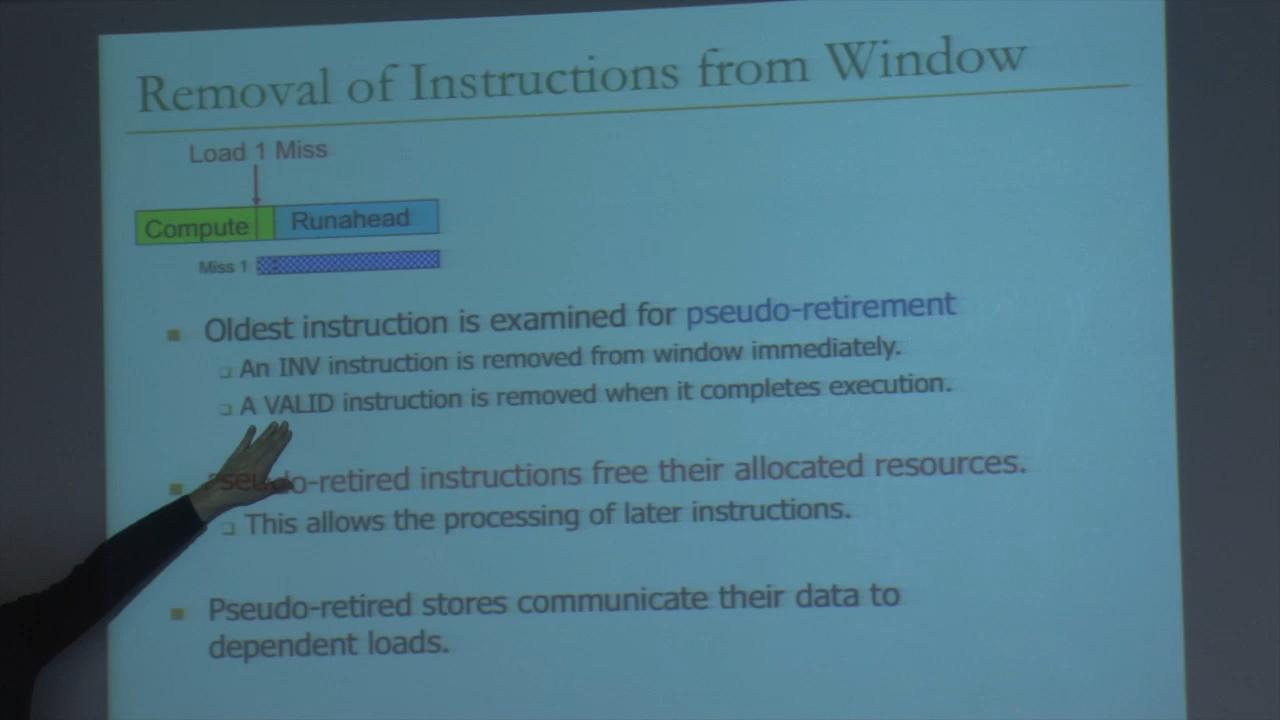 Removal of Instructions from Window
Load 1 Miss
Compute Runahead
Miss 1
Oldest instruction is examined for pseudo-retirement
An INV instruction is removed from window immediately.
A VALID instruction is removed when it completes execution.
Pseudo-retired instructions free their allocated resources.
This allows the processing of later instructions.
Pseudo-retired stores communicate their data to
dependent loads.